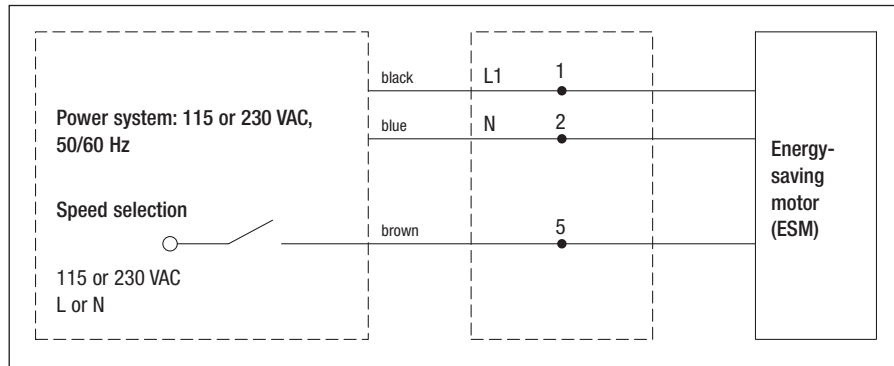 black
L1
1
Power system: 115 or 230 VAC,
50/60 Hz
blue
N
2
Energy-
saving
motor
(ESM)
Speed selection
brown
5
115 or 230 VAC
L or N